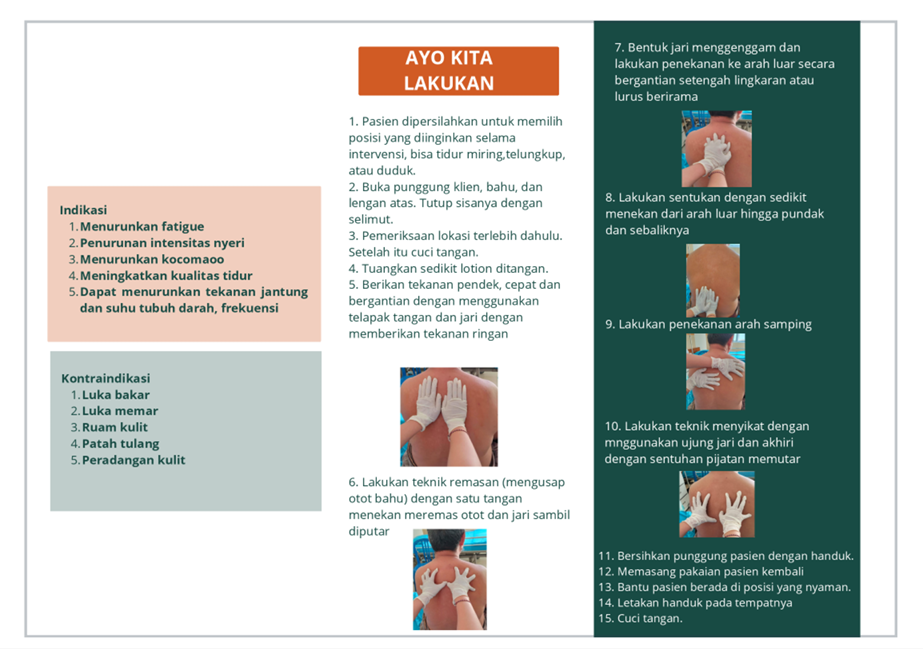 Indikasi
1. Menurunkan fatigue
2. Penurunan intensitas nyeri
3. Menurunkan kocomaoo
4. Meningkatkan kualitas tidur
5. Dapat menurunkan tekanan jantung
dan suhu tubuh darah, frekuensi
Kontraindikasi
1. Luka bakar
2. Luka memar
3. Ruam kulit
4. Patah tulang
5. Peradangan kulit
AYO KITA
LAKUKAN
1. Pasien dipersilahkan untuk memilih
posisi yang diinginkan selama
intervensi, bisa tidur miring,telungkup,
atau duduk.
2. Buka punggung klien, bahu, dan
lengan atas. Tutup sisanya dengan
selimut.
3. Pemeriksaan lokasi terlebih dahulu.
Setelah itu cuci tangan.
4. Tuangkan sedikit lotion ditangan.
5. Berikan tekanan pendek, cepat dan
bergantian dengan menggunakan
telapak tangan dan jari dengan
memberikan tekanan ringan
6. Lakukan teknik remasan (mengusap
otot bahu) dengan satu tangan
menekan meremas otot dan jari sambil
diputar
7. Bentuk jari menggenggam dan
lakukan penekanan ke arah luar secara
bergantian setengah lingkaran atau
lurus berirama
8. Lakukan sentukan dengan sedikit
menekan dari arah luar hingga pundak
dan sebaliknya
9. Lakukan penekanan arah samping
10. Lakukan teknik menyikat dengan
mnggunakan ujung jari dan akhiri
dengan sentuhan pijatan memutar
11. Bersihkan punggung pasien dengan handuk.
12. Memasang pakaian pasien kembali
13. Bantu pasien berada di posisi yang nyaman.
14. Letakan handuk pada tempatnya
15. Cuci tangan.